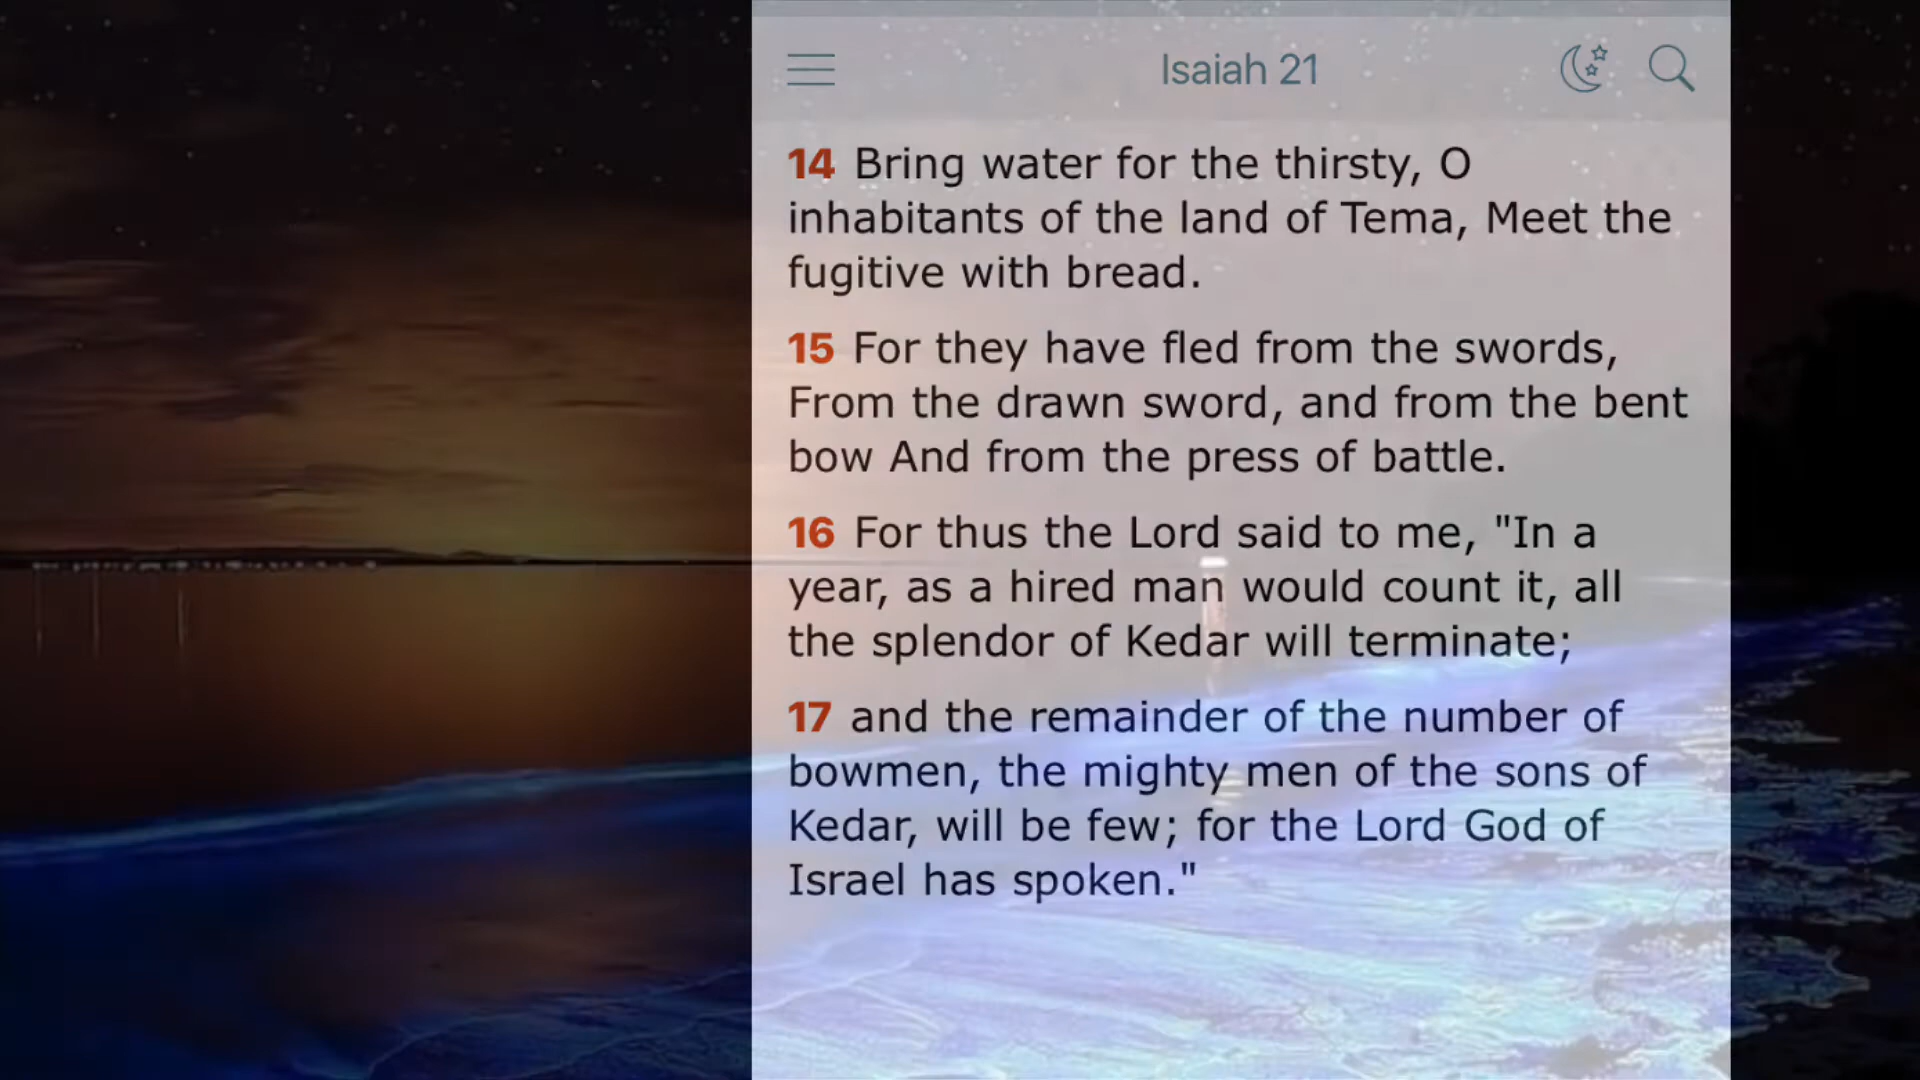 Isaiah 21
14 Bring water for the thirsty, O
inhabitants of the land of Tema, Meet the
fugitive with bread.
15 For they have fled from the swords,
From the drawn sword, and from the bent
bow And from the press of battle.
16 For thus the Lord said to me, "In a
year, as a hired man would count it, all
the splendor of Kedar will terminate;
17 and the remainder of the number of
bowmen, the mighty men of the sons of
Kedar, will be few; for the Lord God of
Israel has spoken."